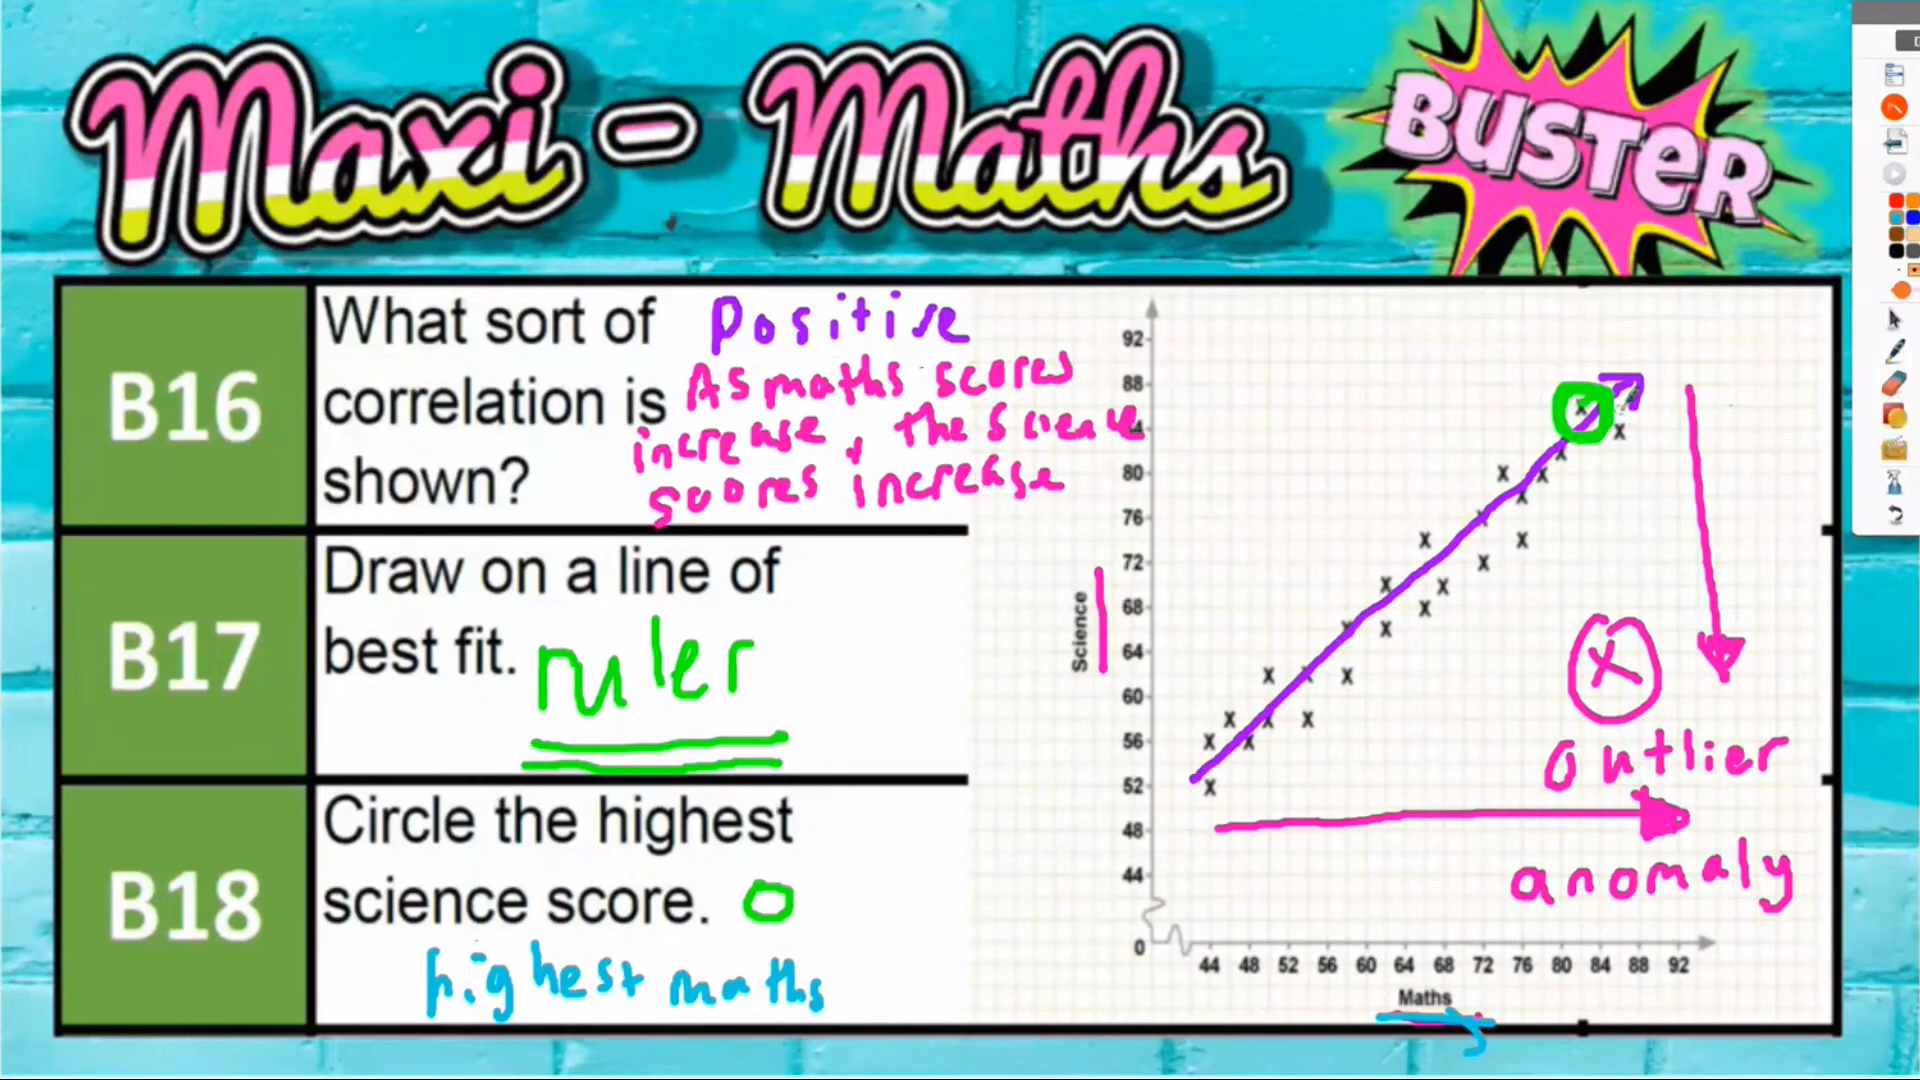 Maxi - Maths
BUSTER
B16
What sort of
correlation is
shown?
Positive
As maths scores
increase, the science
scores increase
B17
Draw on a line of
best fit.
ruler
B18
Circle the highest
science score.
highest maths
92
88
84
80
76
72
68
64
60
56
52
48
44
0
Science
44 48 52 56 60 64 68 72 76 80 84 88 92
Maths
outlier
anomaly